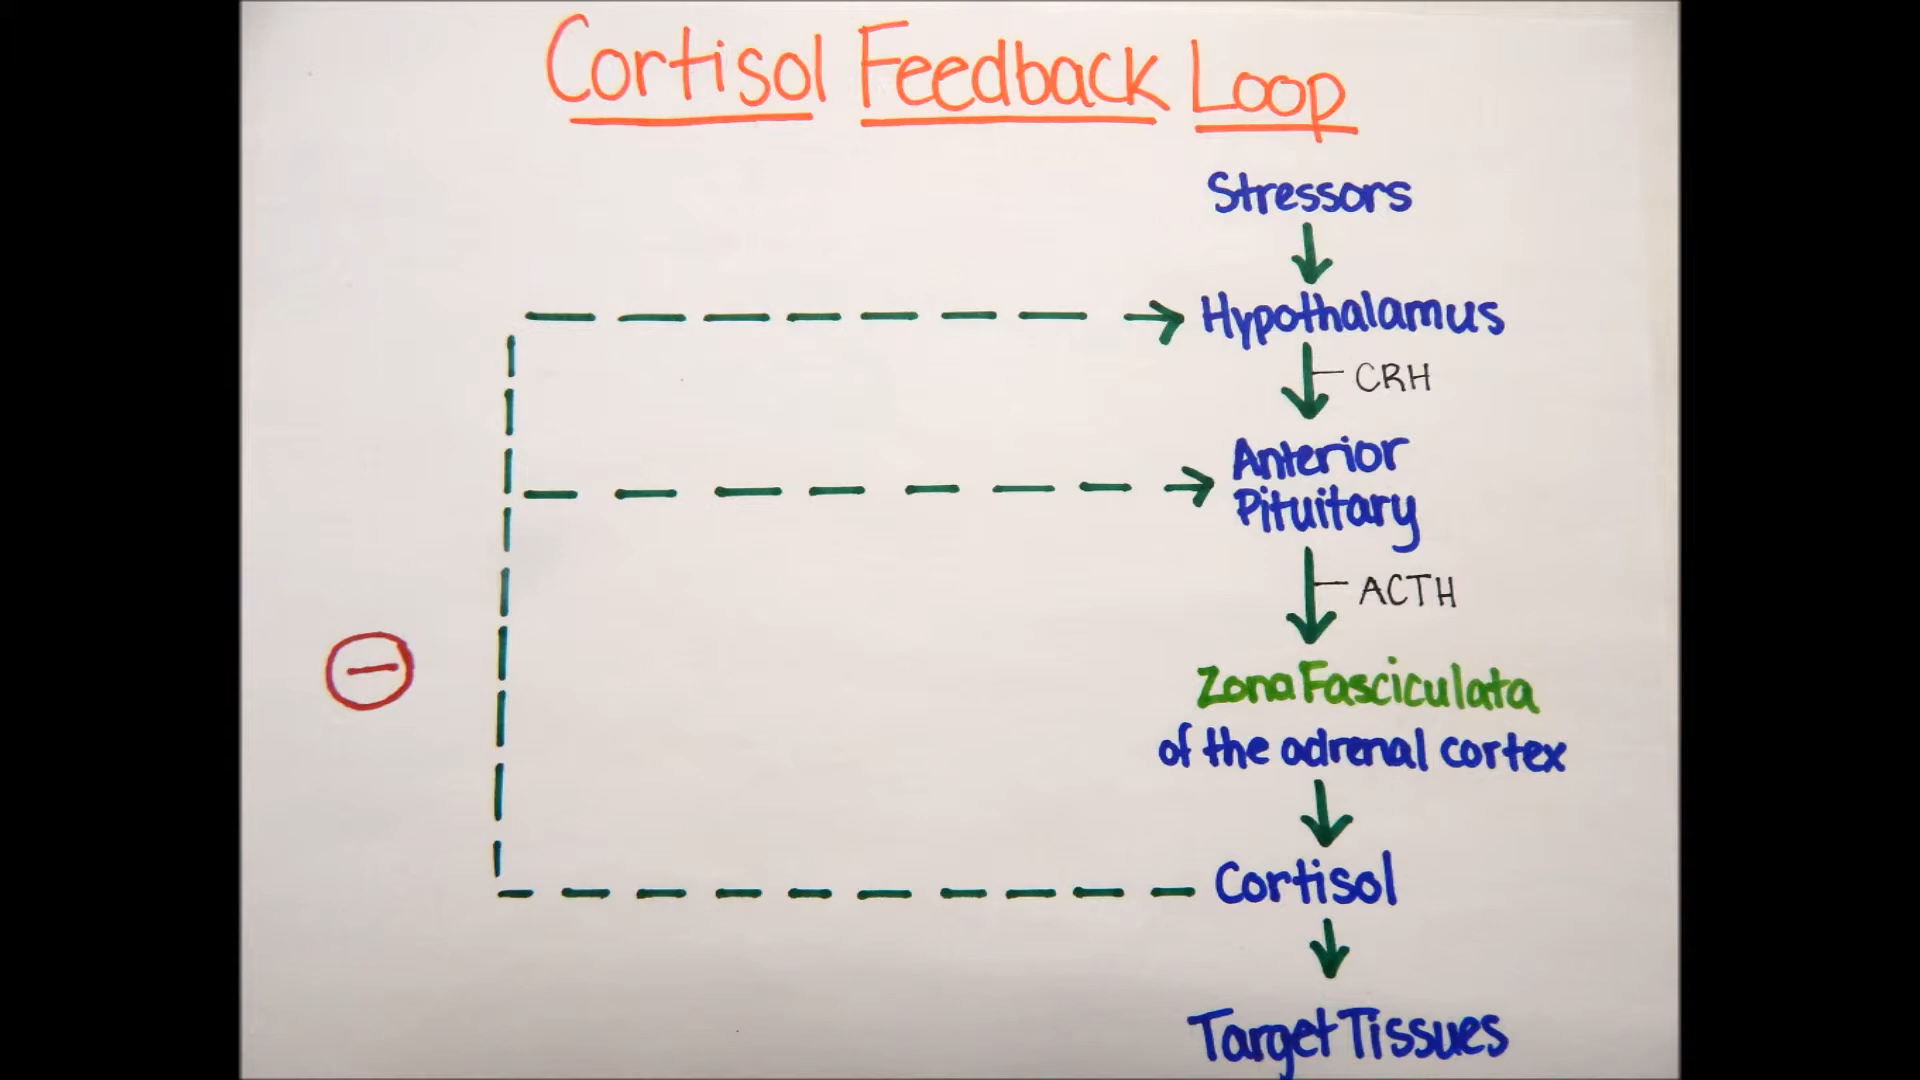 Cortisol Feedback Loop
Stressors
Hypothalamus
CRH
Anterior
Pituitary
ACTH
Zona Fasciculata
of the adrenal cortex
Cortisol
Target Tissues